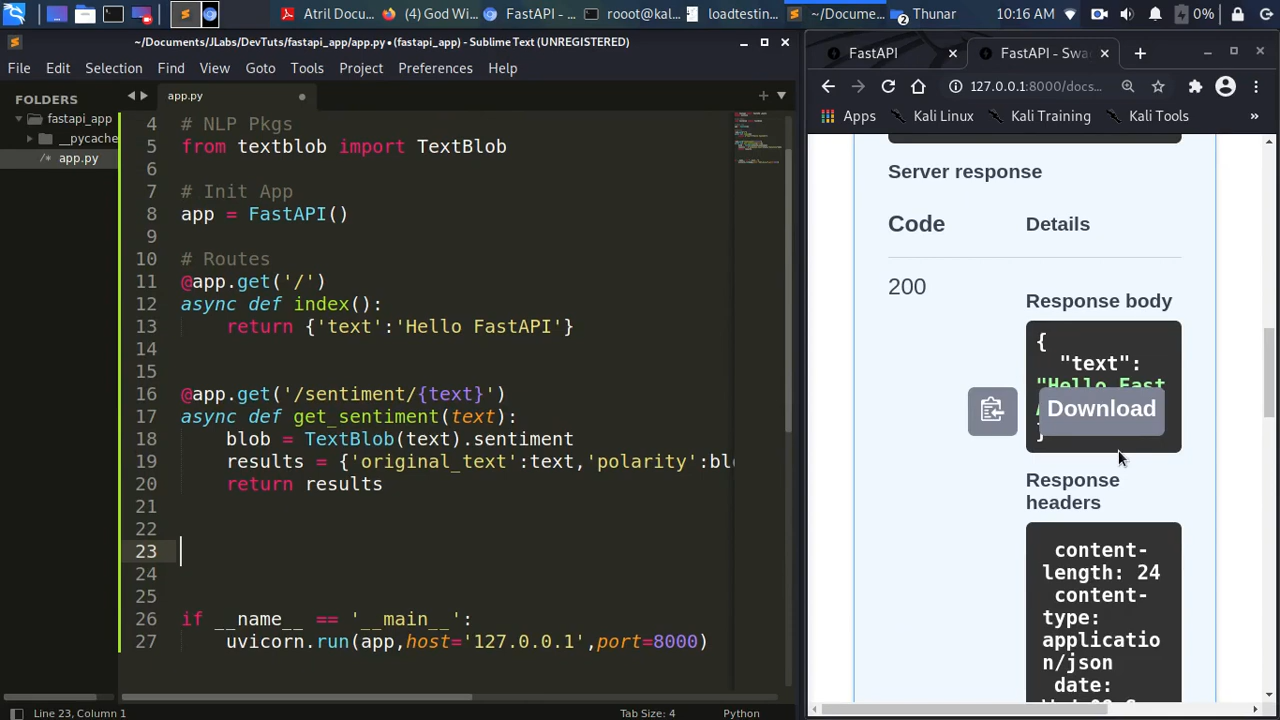 Atril Docu...
(4) God Wi...
FastAPI - ...
rooot@kal...
loadtestin...
~/Docume...
2
Thunar
10:16 AM
0%
~/Documents/JLabs/DevTuts/fastapi_app/app.py • (fastapi_app) - Sublime Text (UNREGISTERED)
File Edit Selection Find View Goto Tools Project Preferences Help
FOLDERS
fastapi_app
__pycache
/* app.py
app.py
4 # NLP Pkgs
5 from textblob import TextBlob
6
7 # Init App
8 app = FastAPI()
9
10 # Routes
11 @app.get('/')
12 async def index():
13 return {'text':'Hello FastAPI'}
14
15
16 @app.get('/sentiment/{text}')
17 async def get_sentiment(text):
18 blob = TextBlob(text).sentiment
19 results = {'original_text':text,'polarity':blo
20 return results
21
22
23
24
25
26 if __name__ == '__main__':
27 uvicorn.run(app,host='127.0.0.1',port=8000)
Line 23, Column 1
Tab Size: 4
Python
FastAPI
FastAPI - Swa
127.0.0.1:8000/docs...
Apps
Kali Linux
Kali Training
Kali Tools
»
Server response
Code
Details
200
Response body
{
"text":
"Hello Fast
Download
}
Response
headers
content-
length: 24
content-
type:
applicatio
n/json
date: